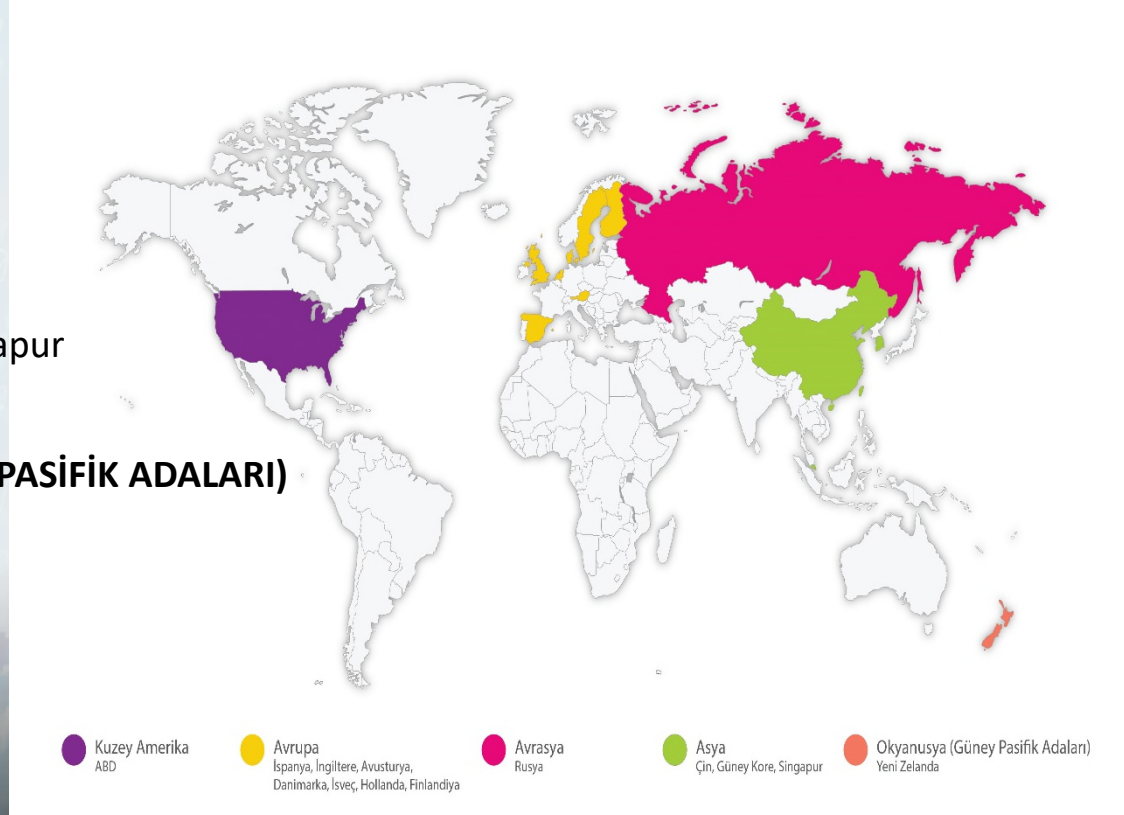 PASİFİK ADALARI)
Kuzey Amerika
ABD
Avrupa
İspanya, İngiltere, Avusturya,
Danimarka, İsveç, Hollanda, Finlandiya
Avrasya
Rusya
Asya
Çin, Güney Kore, Singapur
Okyanusya (Güney Pasifik Adaları)
Yeni Zelanda